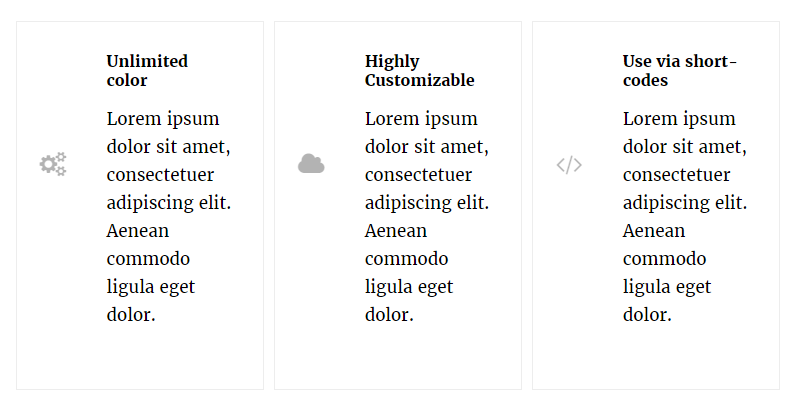 Unlimited
color
Lorem ipsum
dolor sit amet,
consectetuer
adipiscing elit.
Aenean
commodo
ligula eget
dolor.
Highly
Customizable
Lorem ipsum
dolor sit amet,
consectetuer
adipiscing elit.
Aenean
commodo
ligula eget
dolor.
Use via short-
codes
Lorem ipsum
dolor sit amet,
consectetuer
adipiscing elit.
Aenean
commodo
ligula eget
dolor.